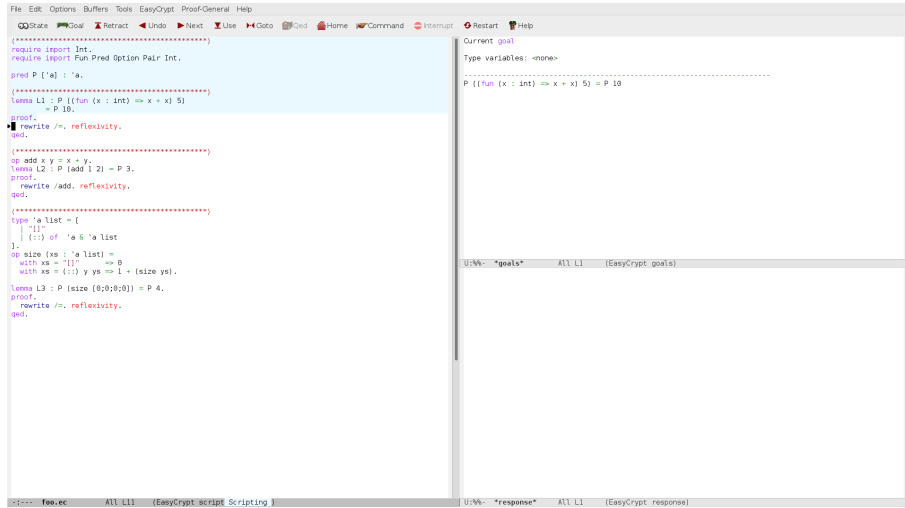 File Edit Options Buffers Tools EasyCrypt Proof-General Help
State Goal Retract Undo Next Use Goto Qed Home Command Interrupt Restart Help
(*********************************************)
require import Int.
require import Fun Pred Option Pair Int.
pred P ['a] : 'a.
(*********************************************)
lemma L1 : P ((fun (x : int) => x + x) 5)
= P 10.
proof.
rewrite /=. reflexivity.
qed.
(*********************************************)
op add x y = x + y.
lemma L2 : P (add 1 2) = P 3.
proof.
rewrite /add. reflexivity.
qed.
(*********************************************)
type 'a list = [
| "[]"
| (::) of 'a & 'a list
].
op size (xs : 'a list) =
with xs = "[]" => 0
with xs = (::) y ys => 1 + (size ys).
lemma L3 : P (size [0;0;0;0]) = P 4.
proof.
rewrite /=. reflexivity.
qed.
-:--- foo.ec All L11 (EasyCrypt script Scripting )
Current goal
Type variables: <none>
------------------------------------------------------------------------
P ((fun (x : int) => x + x) 5) = P 10
U:%%- *goals* All L1 (EasyCrypt goals)
U:%%- *response* All L1 (EasyCrypt response)